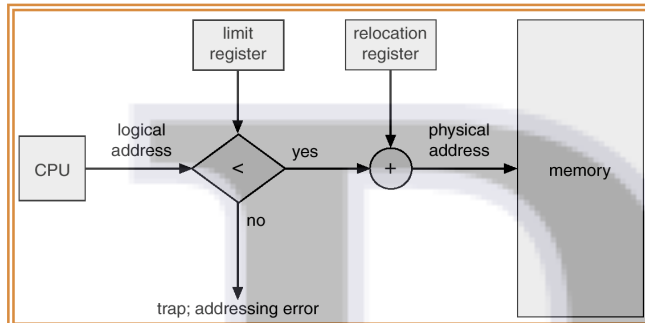 limit
register
relocation
register
logical
address
physical
address
CPU
<
yes
+
memory
no
trap; addressing error